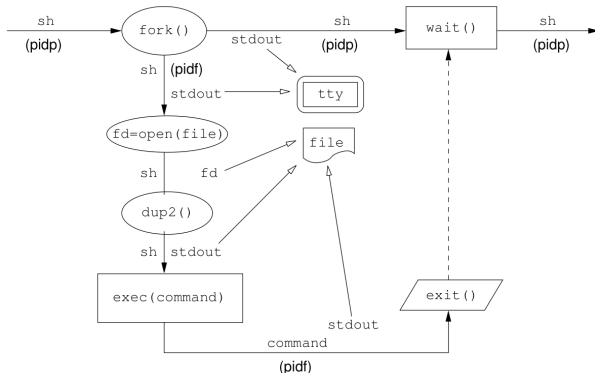 sh
fork()
sh
wait()
sh
(pidp)
stdout
(pidp)
(pidp)
sh
(pidf)
stdout
tty
fd=open(file)
file
sh
fd
dup2()
sh
stdout
exec(command)
exit()
stdout
command
(pidf)